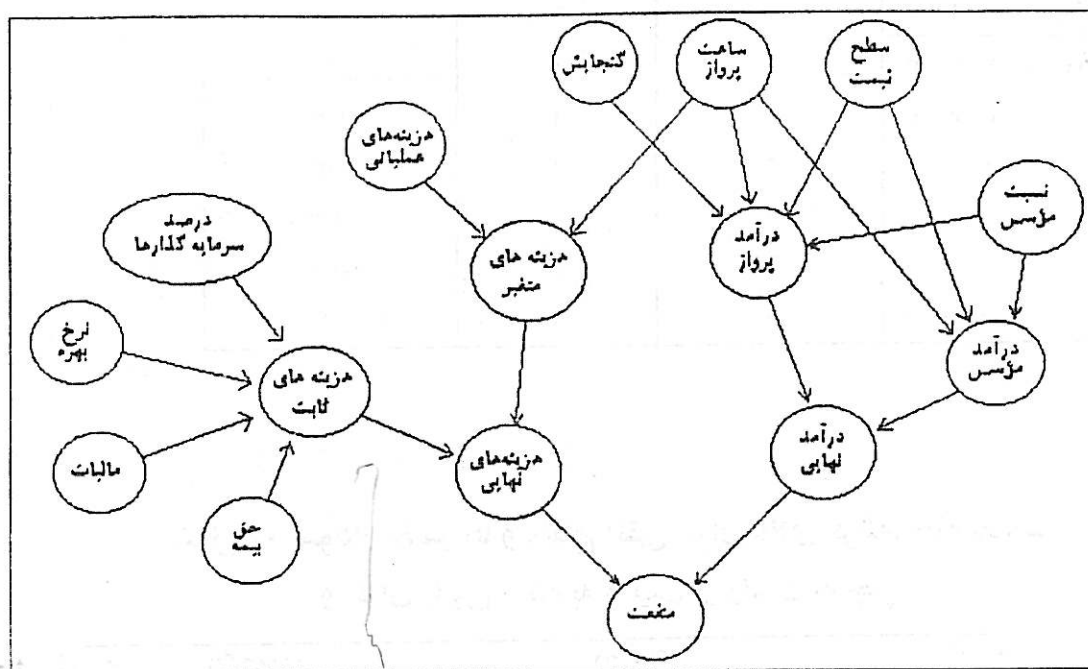 گنجایش
ساعت
پرواز
سطح
قیمت
هزینه‌های
عملیاتی
نسبت
مؤسس
درصد
سرمایه گذارها
هزینه های
متغیر
درآمد
پرواز
نرخ
بهره
هزینه های
ثابت
درآمد
مؤسس
مالیات
هزینه‌های
نهایی
درآمد
نهایی
حق
بیمه
منفعت